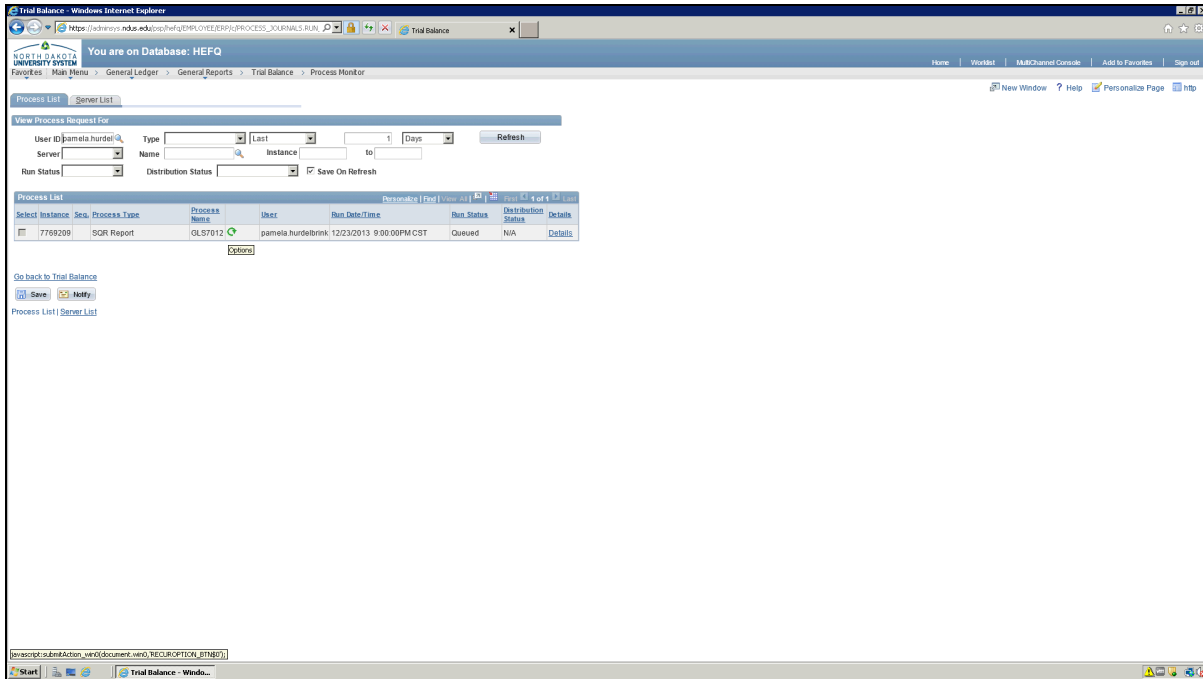 Trial Balance - Windows Internet Explorer
https://adminsys.ndus.edu/psp/hefq/EMPLOYEE/ERP/c/PROCESS_JOURNALS.RUN_
Trial Balance
NORTH DAKOTA
UNIVERSITY SYSTEM
You are on Database: HEFQ
Home | Worklist | MultiChannel Console | Add to Favorites | Sign out
Favorites | Main Menu > General Ledger > General Reports > Trial Balance > Process Monitor
New Window ? Help Personalize Page http
Process List Server List
View Process Request For
User ID pamela.hurdel Type Last 1 Days Refresh
Server Name Instance to
Run Status Distribution Status Save On Refresh
Process List Personalize | Find | View All | First 1 of 1 Last
Select Instance Seq. Process Type Process Name User Run Date/Time Run Status Distribution Status Details
7769209 SQR Report GLS7012 pamela.hurdelbrink 12/23/2013 9:00:00PM CST Queued N/A Details
Options
Go back to Trial Balance
Save Notify
Process List | Server List
javascript:submitAction_win0(document.win0,'RECUROPTION_BTN$0');
Start Trial Balance - Windo...